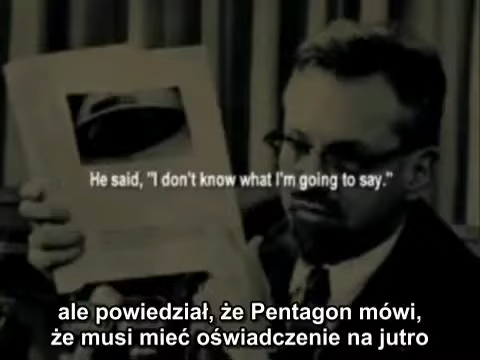 He said, "I don't know what I'm going to say."
ale powiedział, że Pentagon mówi,
że musi mieć oświadczenie na jutro